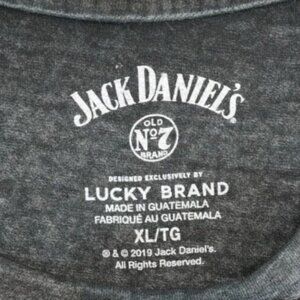 JACK DANIEL'S
OLD
Nº7
BRAND
DESIGNED EXCLUSIVELY BY
LUCKY BRAND
MADE IN GUATEMALA
FABRIQUÉ AU GUATEMALA
XL/TG
® & © 2019 Jack Daniel's.
All Rights Reserved.